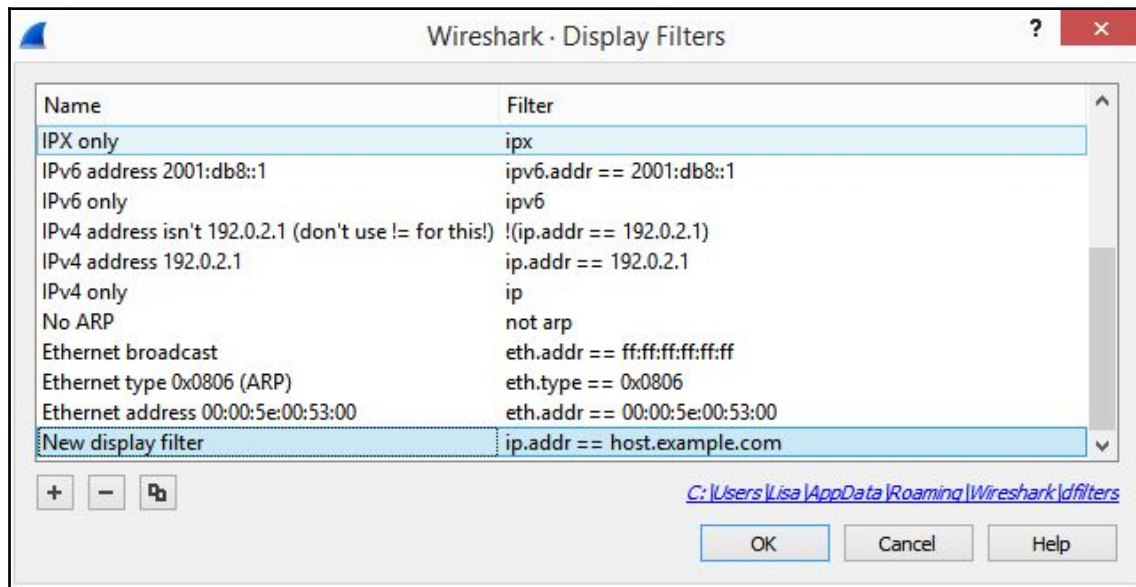 Wireshark · Display Filters
?
×
Name Filter
IPX only ipx
IPv6 address 2001:db8::1 ipv6.addr == 2001:db8::1
IPv6 only ipv6
IPv4 address isn't 192.0.2.1 (don't use != for this!) !(ip.addr == 192.0.2.1)
IPv4 address 192.0.2.1 ip.addr == 192.0.2.1
IPv4 only ip
No ARP not arp
Ethernet broadcast eth.addr == ff:ff:ff:ff:ff:ff
Ethernet type 0x0806 (ARP) eth.type == 0x0806
Ethernet address 00:00:5e:00:53:00 eth.addr == 00:00:5e:00:53:00
New display filter ip.addr == host.example.com
+ −
C:\Users\Lisa\AppData\Roaming\Wireshark\dfilters
OK Cancel Help